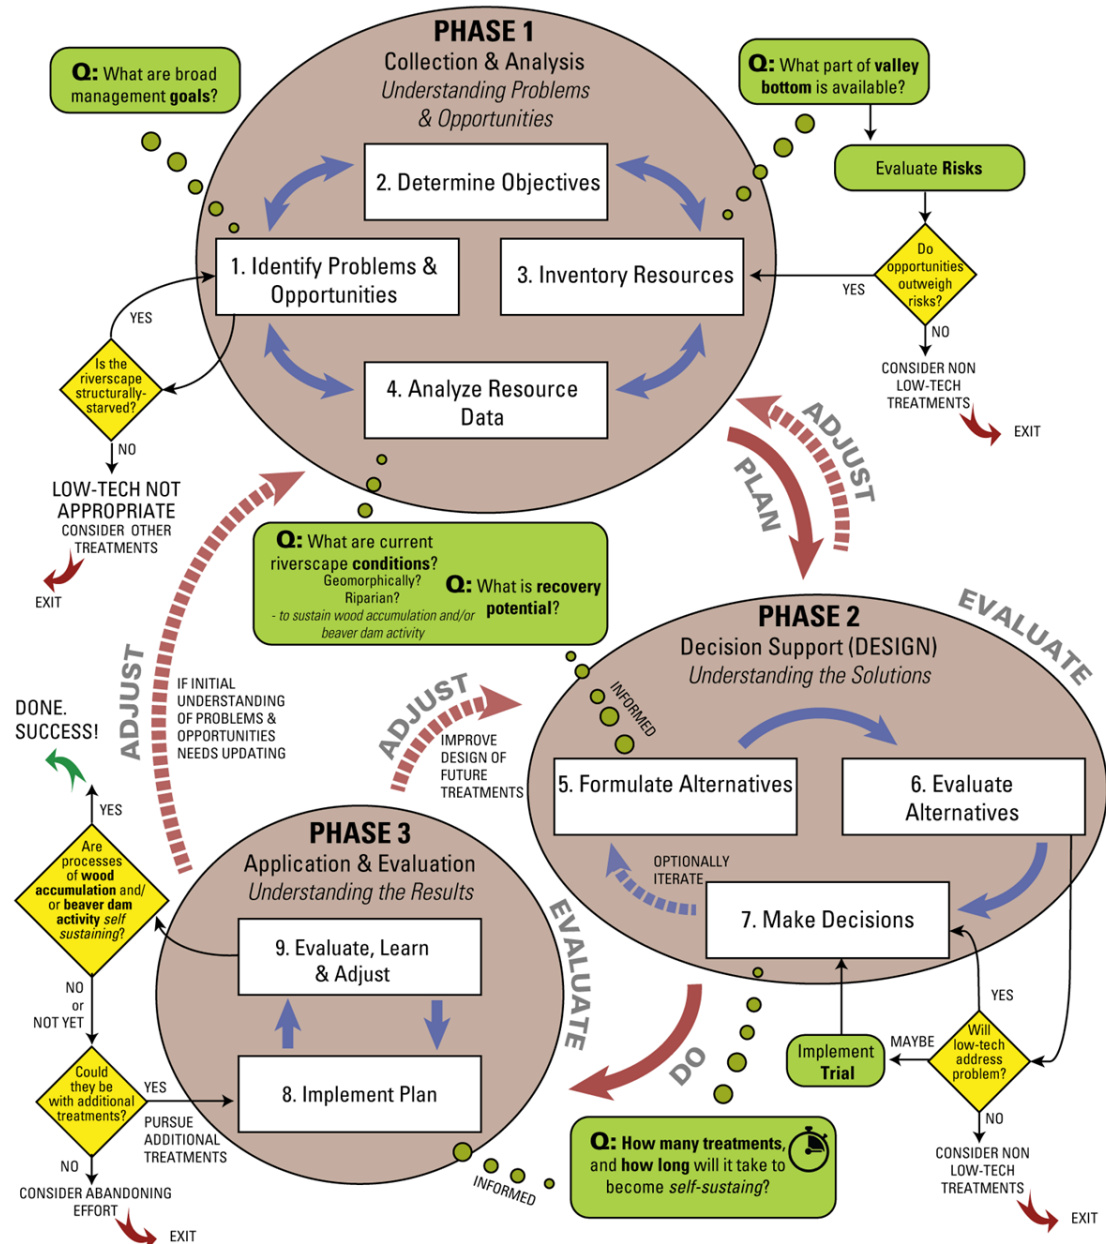 PHASE 1
Collection & Analysis
Understanding Problems
& Opportunities
Q: What are broad
management goals?
Q: What part of valley
bottom is available?
Evaluate Risks
Do
opportunities
outweigh
risks?
YES
NO
CONSIDER NON
LOW-TECH
TREATMENTS
EXIT
2. Determine Objectives
1. Identify Problems &
Opportunities
3. Inventory Resources
4. Analyze Resource
Data
YES
Is the
riverscape
structurally-
starved?
NO
LOW-TECH NOT
APPROPRIATE
CONSIDER OTHER
TREATMENTS
EXIT
ADJUST
PLAN
Q: What are current
riverscape conditions?
Geomorphically?
Riparian?
- to sustain wood accumulation and/or
beaver dam activity
Q: What is recovery
potential?
ADJUST
IF INITIAL
UNDERSTANDING
OF PROBLEMS &
OPPORTUNITIES
NEEDS UPDATING
ADJUST
IMPROVE
DESIGN OF
FUTURE
TREATMENTS
PHASE 2
Decision Support (DESIGN)
Understanding the Solutions
EVALUATE
INFORMED
5. Formulate Alternatives
6. Evaluate
Alternatives
OPTIONALLY
ITERATE
7. Make Decisions
YES
MAYBE
Implement
Trial
Will
low-tech
address
problem?
NO
CONSIDER NON
LOW-TECH
TREATMENTS
EXIT
DO
Q: How many treatments,
and how long will it take to
become self-sustaing?
INFORMED
PHASE 3
Application & Evaluation
Understanding the Results
EVALUATE
9. Evaluate, Learn
& Adjust
8. Implement Plan
DONE.
SUCCESS!
YES
Are
processes
of wood
accumulation and/
or beaver dam
activity self
sustaining?
NO
or
NOT YET
Could
they be
with additional
treatments?
YES
PURSUE
ADDITIONAL
TREATMENTS
NO
CONSIDER ABANDONING
EFFORT
EXIT